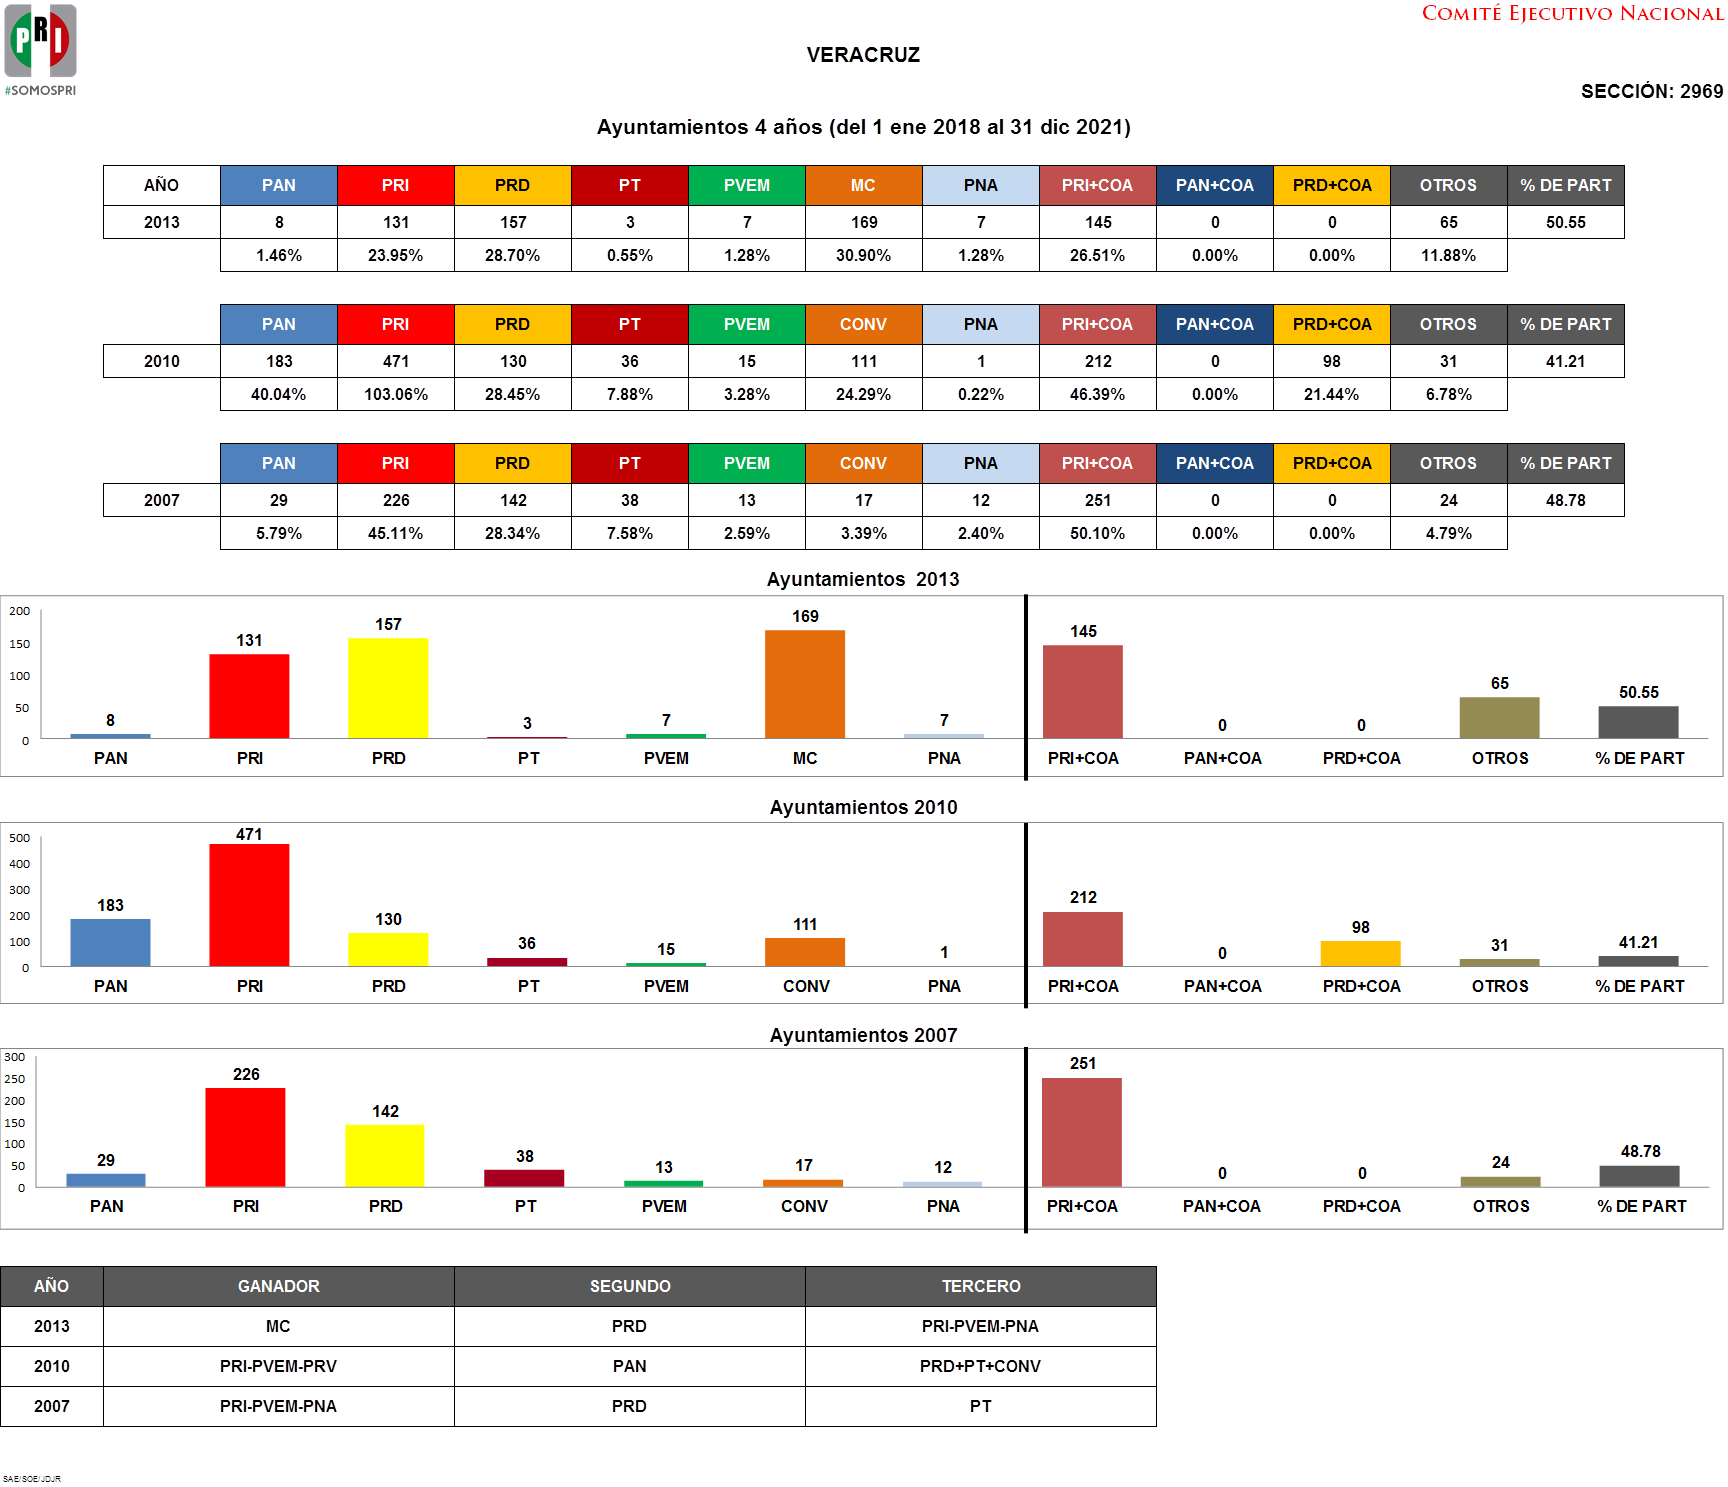 PRI
#SOMOSPRI
COMITÉ EJECUTIVO NACIONAL
VERACRUZ
SECCIÓN: 2969
Ayuntamientos 4 años (del 1 ene 2018 al 31 dic 2021)
AÑO PAN PRI PRD PT PVEM MC PNA PRI+COA PAN+COA PRD+COA OTROS % DE PART
2013 8 131 157 3 7 169 7 145 0 0 65 50.55
1.46% 23.95% 28.70% 0.55% 1.28% 30.90% 1.28% 26.51% 0.00% 0.00% 11.88%
PAN PRI PRD PT PVEM CONV PNA PRI+COA PAN+COA PRD+COA OTROS % DE PART
2010 183 471 130 36 15 111 1 212 0 98 31 41.21
40.04% 103.06% 28.45% 7.88% 3.28% 24.29% 0.22% 46.39% 0.00% 21.44% 6.78%
PAN PRI PRD PT PVEM CONV PNA PRI+COA PAN+COA PRD+COA OTROS % DE PART
2007 29 226 142 38 13 17 12 251 0 0 24 48.78
5.79% 45.11% 28.34% 7.58% 2.59% 3.39% 2.40% 50.10% 0.00% 0.00% 4.79%
Ayuntamientos 2013
200
150
100
50
0
8 131 157 3 7 169 7 145 0 0 65 50.55
PAN PRI PRD PT PVEM MC PNA PRI+COA PAN+COA PRD+COA OTROS % DE PART
Ayuntamientos 2010
500
400
300
200
100
0
183 471 130 36 15 111 1 212 0 98 31 41.21
PAN PRI PRD PT PVEM CONV PNA PRI+COA PAN+COA PRD+COA OTROS % DE PART
Ayuntamientos 2007
300
250
200
150
100
50
0
29 226 142 38 13 17 12 251 0 0 24 48.78
PAN PRI PRD PT PVEM CONV PNA PRI+COA PAN+COA PRD+COA OTROS % DE PART
AÑO GANADOR SEGUNDO TERCERO
2013 MC PRD PRI-PVEM-PNA
2010 PRI-PVEM-PRV PAN PRD+PT+CONV
2007 PRI-PVEM-PNA PRD PT
SAE/SOE/JDJR